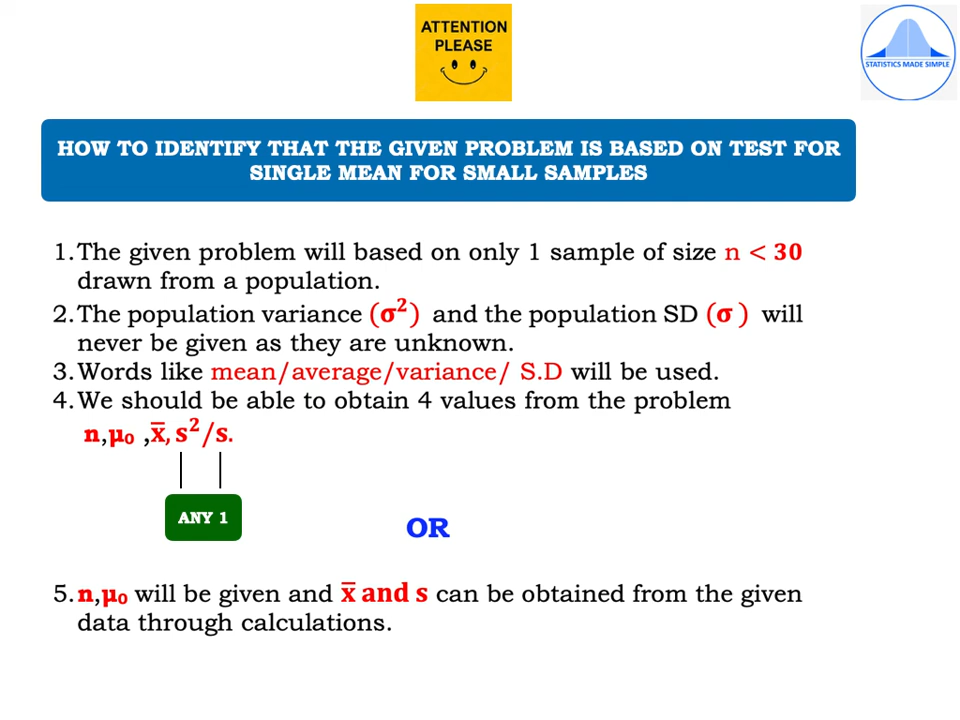 ATTENTION
PLEASE
STATISTICS MADE SIMPLE
HOW TO IDENTIFY THAT THE GIVEN PROBLEM IS BASED ON TEST FOR
SINGLE MEAN FOR SMALL SAMPLES
1. The given problem will based on only 1 sample of size n < 30
drawn from a population.
2. The population variance (σ²) and the population SD (σ ) will
never be given as they are unknown.
3. Words like mean/average/variance/ S.D will be used.
4. We should be able to obtain 4 values from the problem
n,μ₀ ,x̅, s²/s.
ANY 1
OR
5. n,μ₀ will be given and x̅ and s can be obtained from the given
data through calculations.